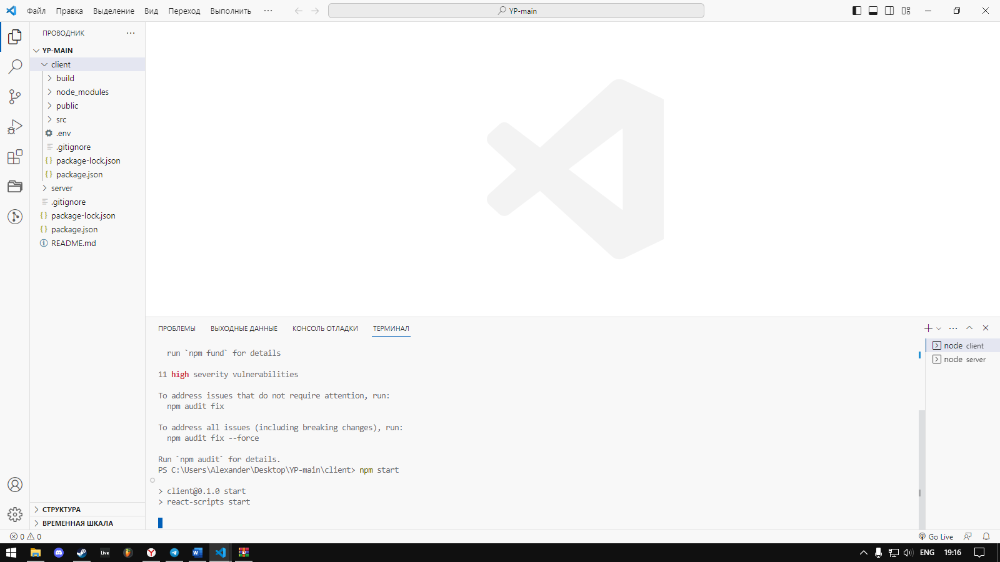 Файл Правка Выделение Вид Переход Выполнить ··· YP-main
ПРОВОДНИК ···
YP-MAIN
client
build
node_modules
public
src
.env
.gitignore
package-lock.json
package.json
server
.gitignore
package-lock.json
package.json
README.md
СТРУКТУРА
ВРЕМЕННАЯ ШКАЛА
ПРОБЛЕМЫ ВЫХОДНЫЕ ДАННЫЕ КОНСОЛЬ ОТЛАДКИ ТЕРМИНАЛ
run `npm fund` for details
11 high severity vulnerabilities
To address issues that do not require attention, run:
npm audit fix
To address all issues (including breaking changes), run:
npm audit fix --force
Run `npm audit` for details.
PS C:\Users\Alexander\Desktop\YP-main\client> npm start
> client@0.1.0 start
> react-scripts start
node client
node server
0 0 Go Live
Live ENG 19:16